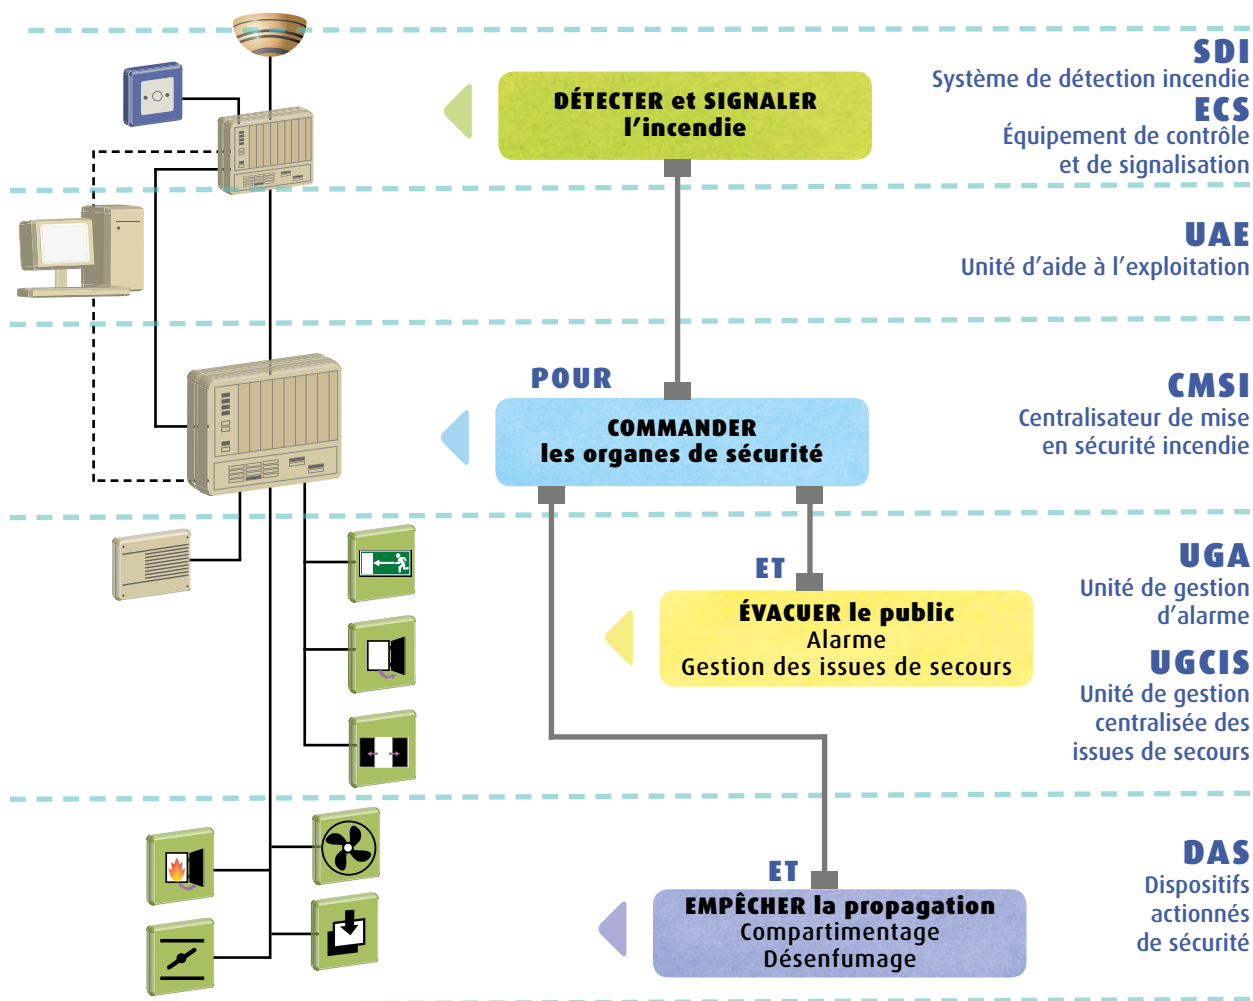 DÉTECTER et SIGNALER
l’incendie
SDI
Système de détection incendie
ECS
Équipement de contrôle
et de signalisation
UAE
Unité d’aide à l’exploitation
POUR
COMMANDER
les organes de sécurité
CMSI
Centralisateur de mise
en sécurité incendie
ET
ÉVACUER le public
Alarme
Gestion des issues de secours
UGA
Unité de gestion
d’alarme
UGCIS
Unité de gestion
centralisée des
issues de secours
ET
EMPÊCHER la propagation
Compartimentage
Désenfumage
DAS
Dispositifs
actionnés
de sécurité